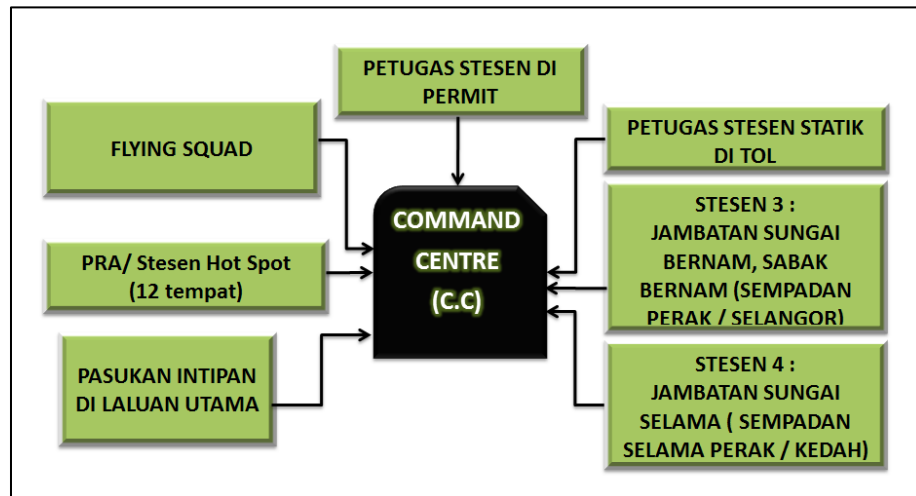 PETUGAS STESEN DI
PERMIT
FLYING SQUAD
PETUGAS STESEN STATIK
DI TOL
COMMAND
CENTRE
(C.C)
PRA/ Stesen Hot Spot
(12 tempat)
STESEN 3 :
JAMBATAN SUNGAI
BERNAM, SABAK
BERNAM (SEMPADAN
PERAK / SELANGOR)
PASUKAN INTIPAN
DI LALUAN UTAMA
STESEN 4 :
JAMBATAN SUNGAI
SELAMA ( SEMPADAN
SELAMA PERAK / KEDAH)